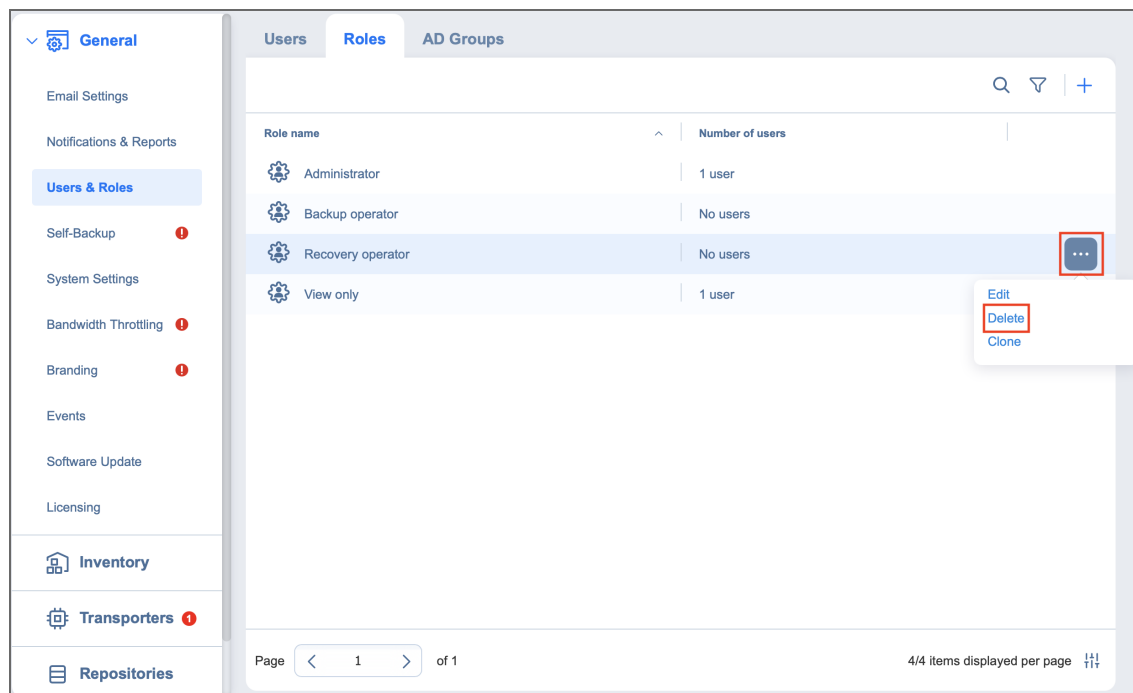 General
Email Settings
Notifications & Reports
Users & Roles
Self-Backup
System Settings
Bandwidth Throttling
Branding
Events
Software Update
Licensing
Inventory
Transporters 1
Repositories
Users Roles AD Groups
Role name Number of users
Administrator 1 user
Backup operator No users
Recovery operator No users
View only 1 user
Edit
Delete
Clone
Page 1 of 1
4/4 items displayed per page